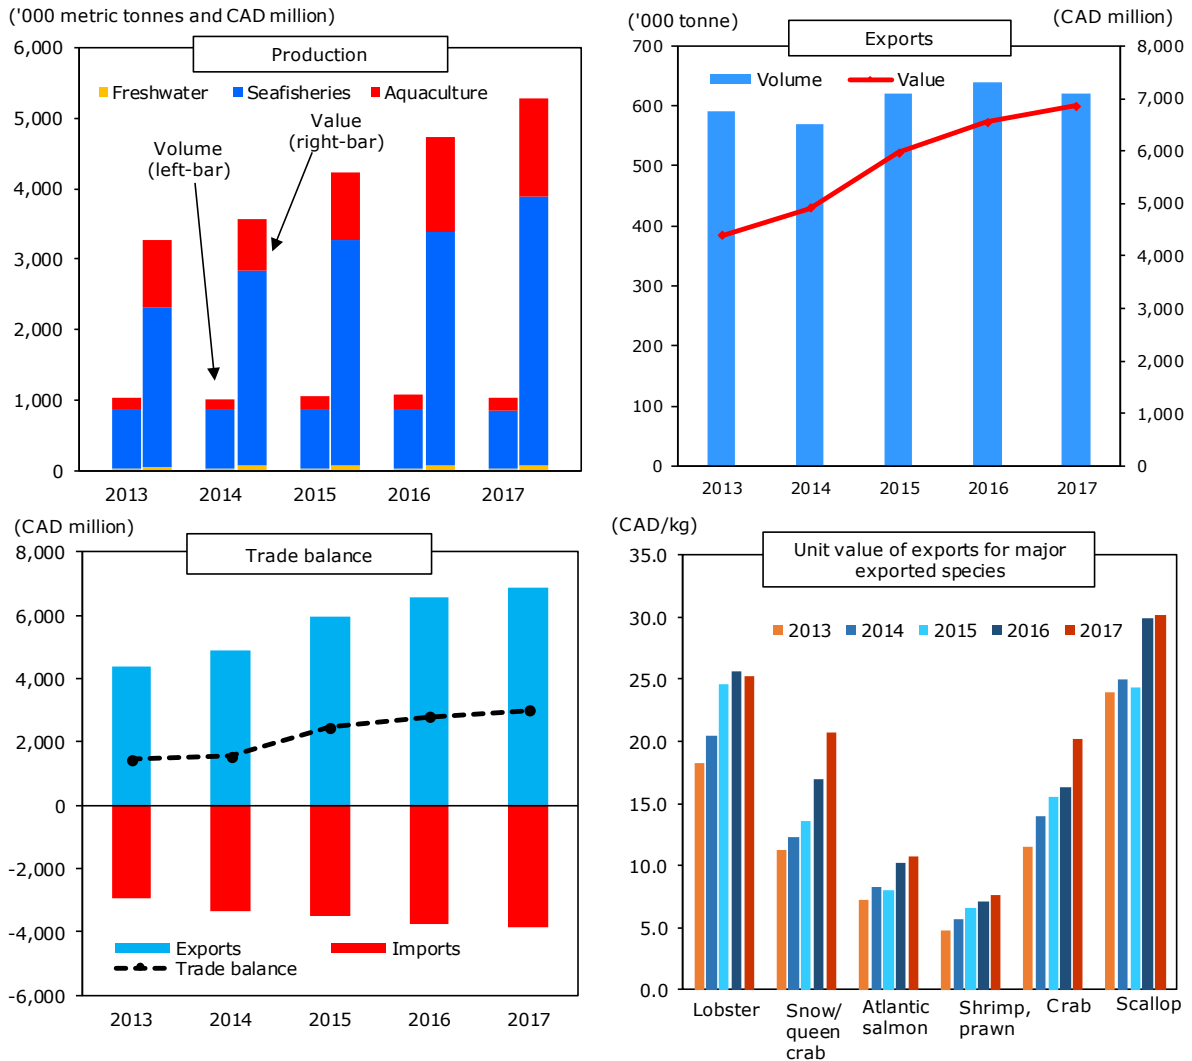 ('000 metric tonnes and CAD million)
Production
Freshwater Seafisheries Aquaculture
Volume
(left-bar)
Value
(right-bar)
6,000
5,000
4,000
3,000
2,000
1,000
0
2013 2014 2015 2016 2017
('000 tonne)
(CAD million)
Exports
Volume Value
700
600
500
400
300
200
100
0
8,000
7,000
6,000
5,000
4,000
3,000
2,000
1,000
0
2013 2014 2015 2016 2017
(CAD million)
Trade balance
8,000
6,000
4,000
2,000
0
-2,000
-4,000
-6,000
Exports Imports
Trade balance
2013 2014 2015 2016 2017
(CAD/kg)
Unit value of exports for major
exported species
2013 2014 2015 2016 2017
35.0
30.0
25.0
20.0
15.0
10.0
5.0
0.0
Lobster
Snow/
queen
crab
Atlantic
salmon
Shrimp,
prawn
Crab
Scallop